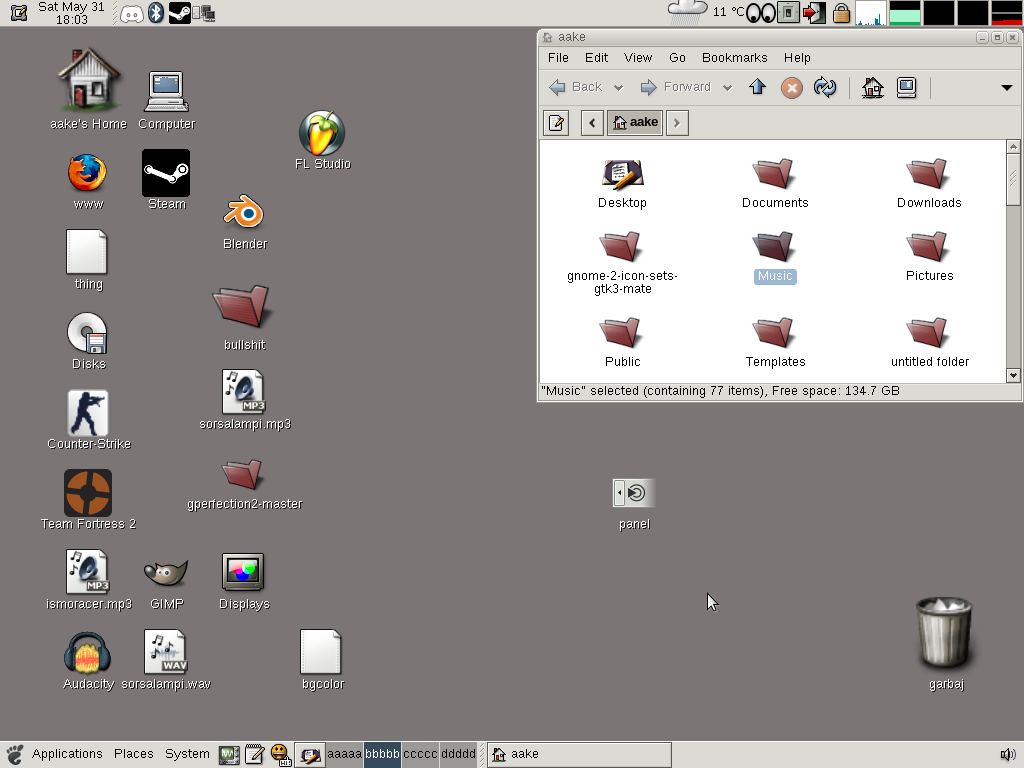 Sat May 31
18:03
11 °C
aake
File Edit View Go Bookmarks Help
Back Forward
aake
Desktop Documents Downloads
gnome-2-icon-sets-
gtk3-mate
Music Pictures
Public Templates untitled folder
"Music" selected (containing 77 items), Free space: 134.7 GB
aake's Home Computer
FL Studio
www Steam
Blender
thing
bullshit
Disks
MP3
sorsalampi.mp3
Counter-Strike
gperfection2-master
Team Fortress 2
panel
MP3
ismoracer.mp3 GIMP Displays
WAV
Audacity sorsalampi.wav bgcolor
garbaj
Applications Places System HI! aaaaa bbbbb ccccc ddddd aake